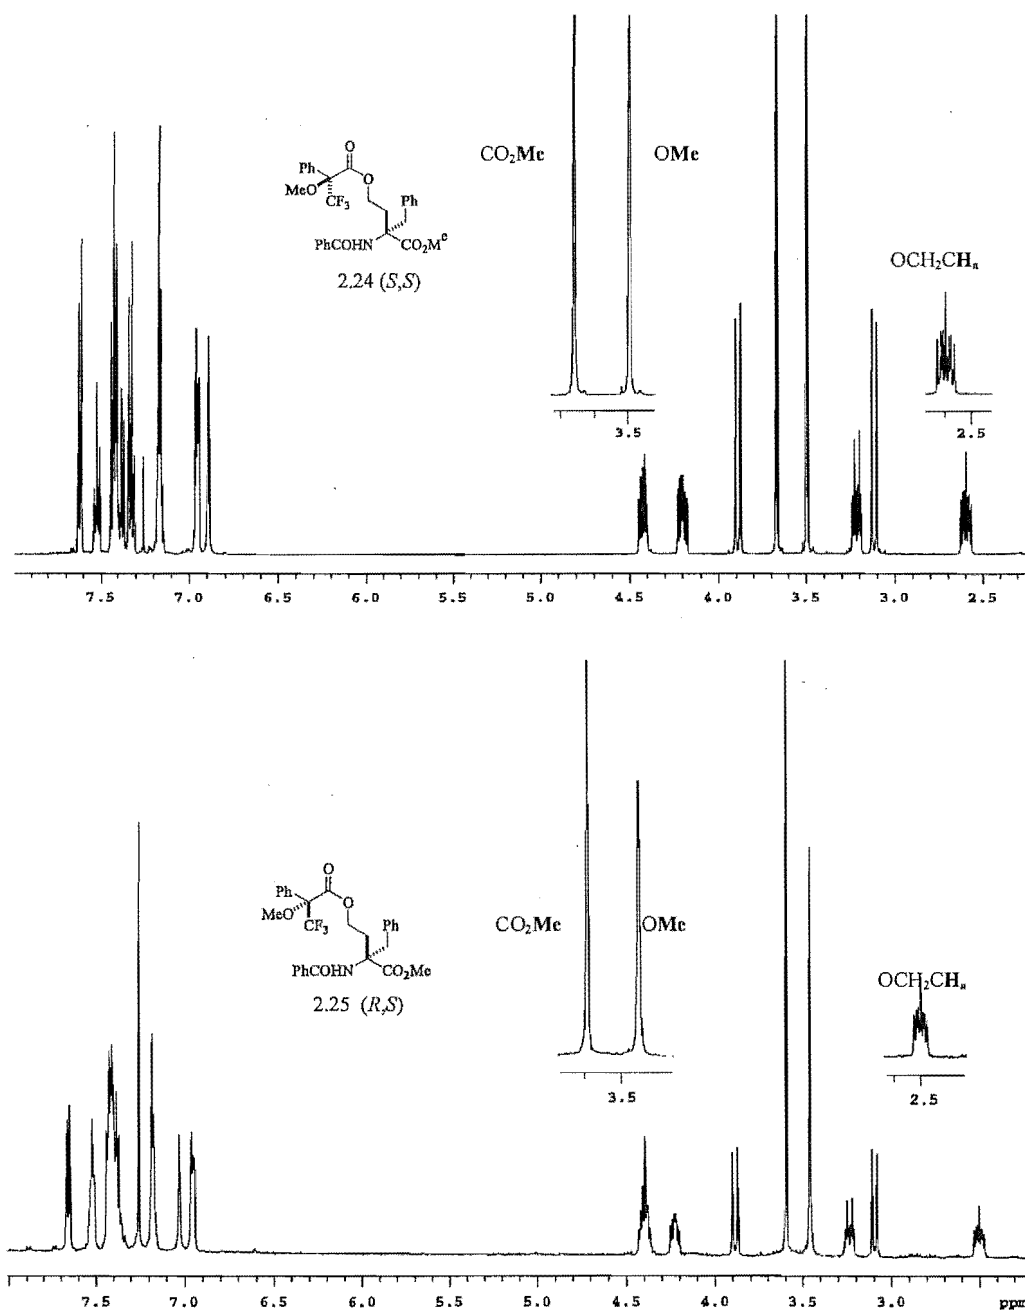 CO₂Me OMe
O
Ph
O
MeO
CF₃
Ph
PhCOHN CO₂Mᵉ
2.24 (S,S)
OCH₂CHₙ
3.5
2.5
7.5 7.0 6.5 6.0 5.5 5.0 4.5 4.0 3.5 3.0 2.5
O
Ph
O
MeO
CF₃
Ph
PhCOHN CO₂Me
2.25 (R,S)
CO₂Me OMe
OCH₂CHₙ
3.5
2.5
7.5 7.0 6.5 6.0 5.5 5.0 4.5 4.0 3.5 3.0 ppm